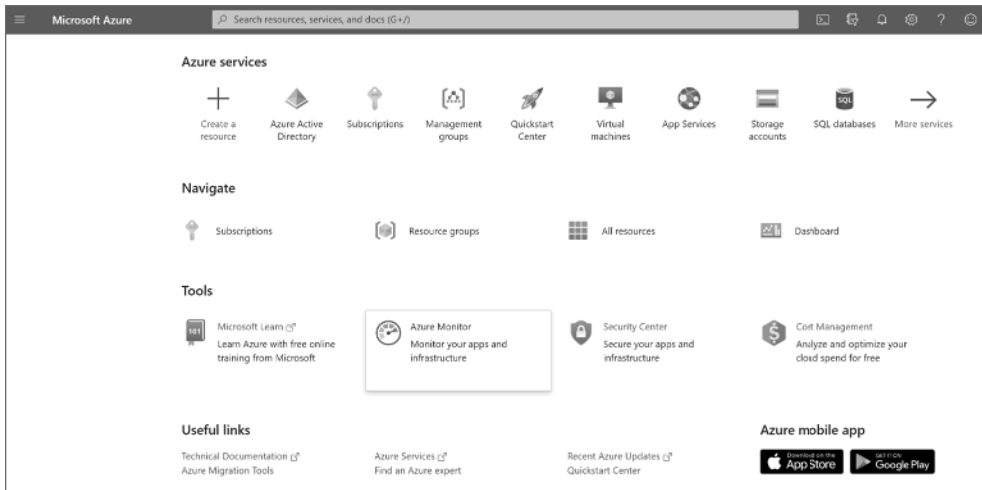 Microsoft Azure
Search resources, services, and docs (G+/)
Azure services
Create a resource
Azure Active Directory
Subscriptions
Management groups
Quickstart Center
Virtual machines
App Services
Storage accounts
SQL
SQL databases
More services
Navigate
Subscriptions
Resource groups
All resources
Dashboard
Tools
101
Microsoft Learn
Learn Azure with free online
training from Microsoft
Azure Monitor
Monitor your apps and
infrastructure
Security Center
Secure your apps and
infrastructure
Cost Management
Analyze and optimize your
cloud spend for free
Useful links
Technical Documentation
Azure Services
Recent Azure Updates
Azure Migration Tools
Find an Azure expert
Quickstart Center
Azure mobile app
Download on the
App Store
GET IT ON
Google Play